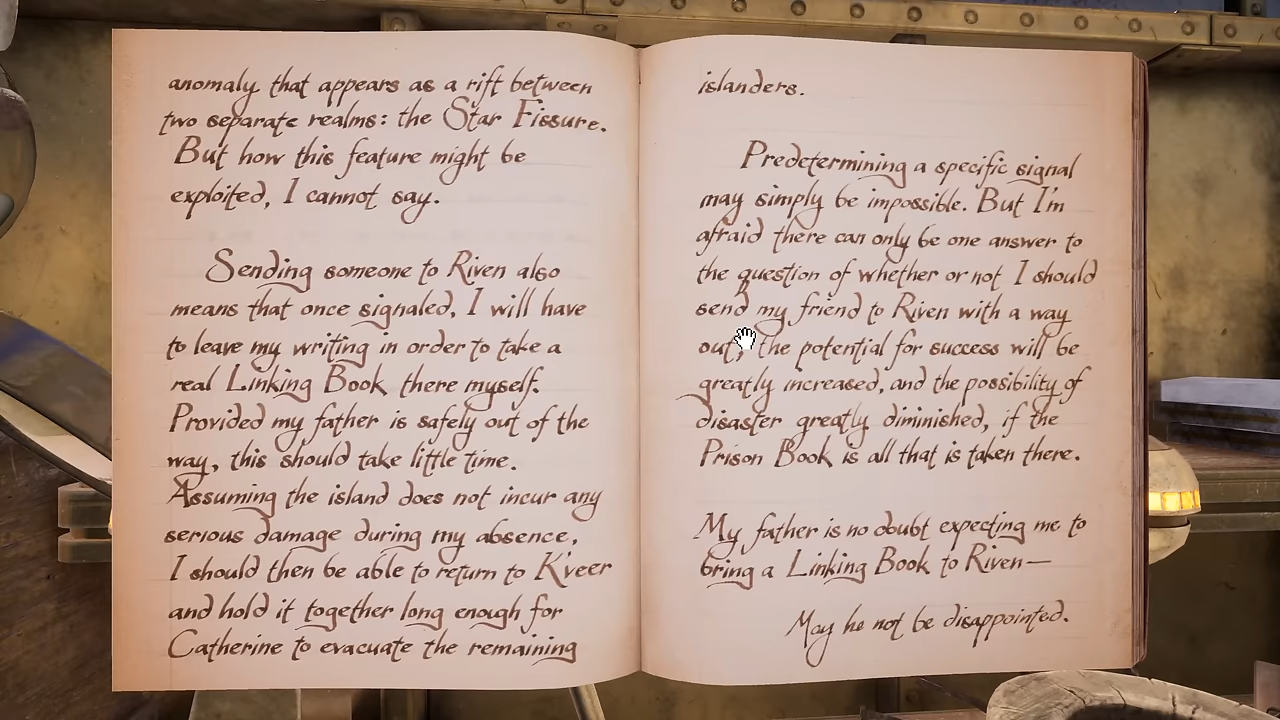 anomaly that appears as a rift between
two separate realms: the Star Fissure.
But how this feature might be
exploited, I cannot say.
Sending someone to Riven also
means that once signaled, I will have
to leave my writing in order to take a
real Linking Book there myself.
Provided my father is safely out of the
way, this should take little time.
Assuming the island does not incur any
serious damage during my absence,
I should then be able to return to K'veer
and hold it together long enough for
Catherine to evacuate the remaining
islanders.
Predetermining a specific signal
may simply be impossible. But I'm
afraid there can only be one answer to
the question of whether or not I should
send my friend to Riven with a way
out; the potential for success will be
greatly increased, and the possibility of
disaster greatly diminished, if the
Prison Book is all that is taken there.
My father is no doubt expecting me to
bring a Linking Book to Riven—
May he not be disappointed.